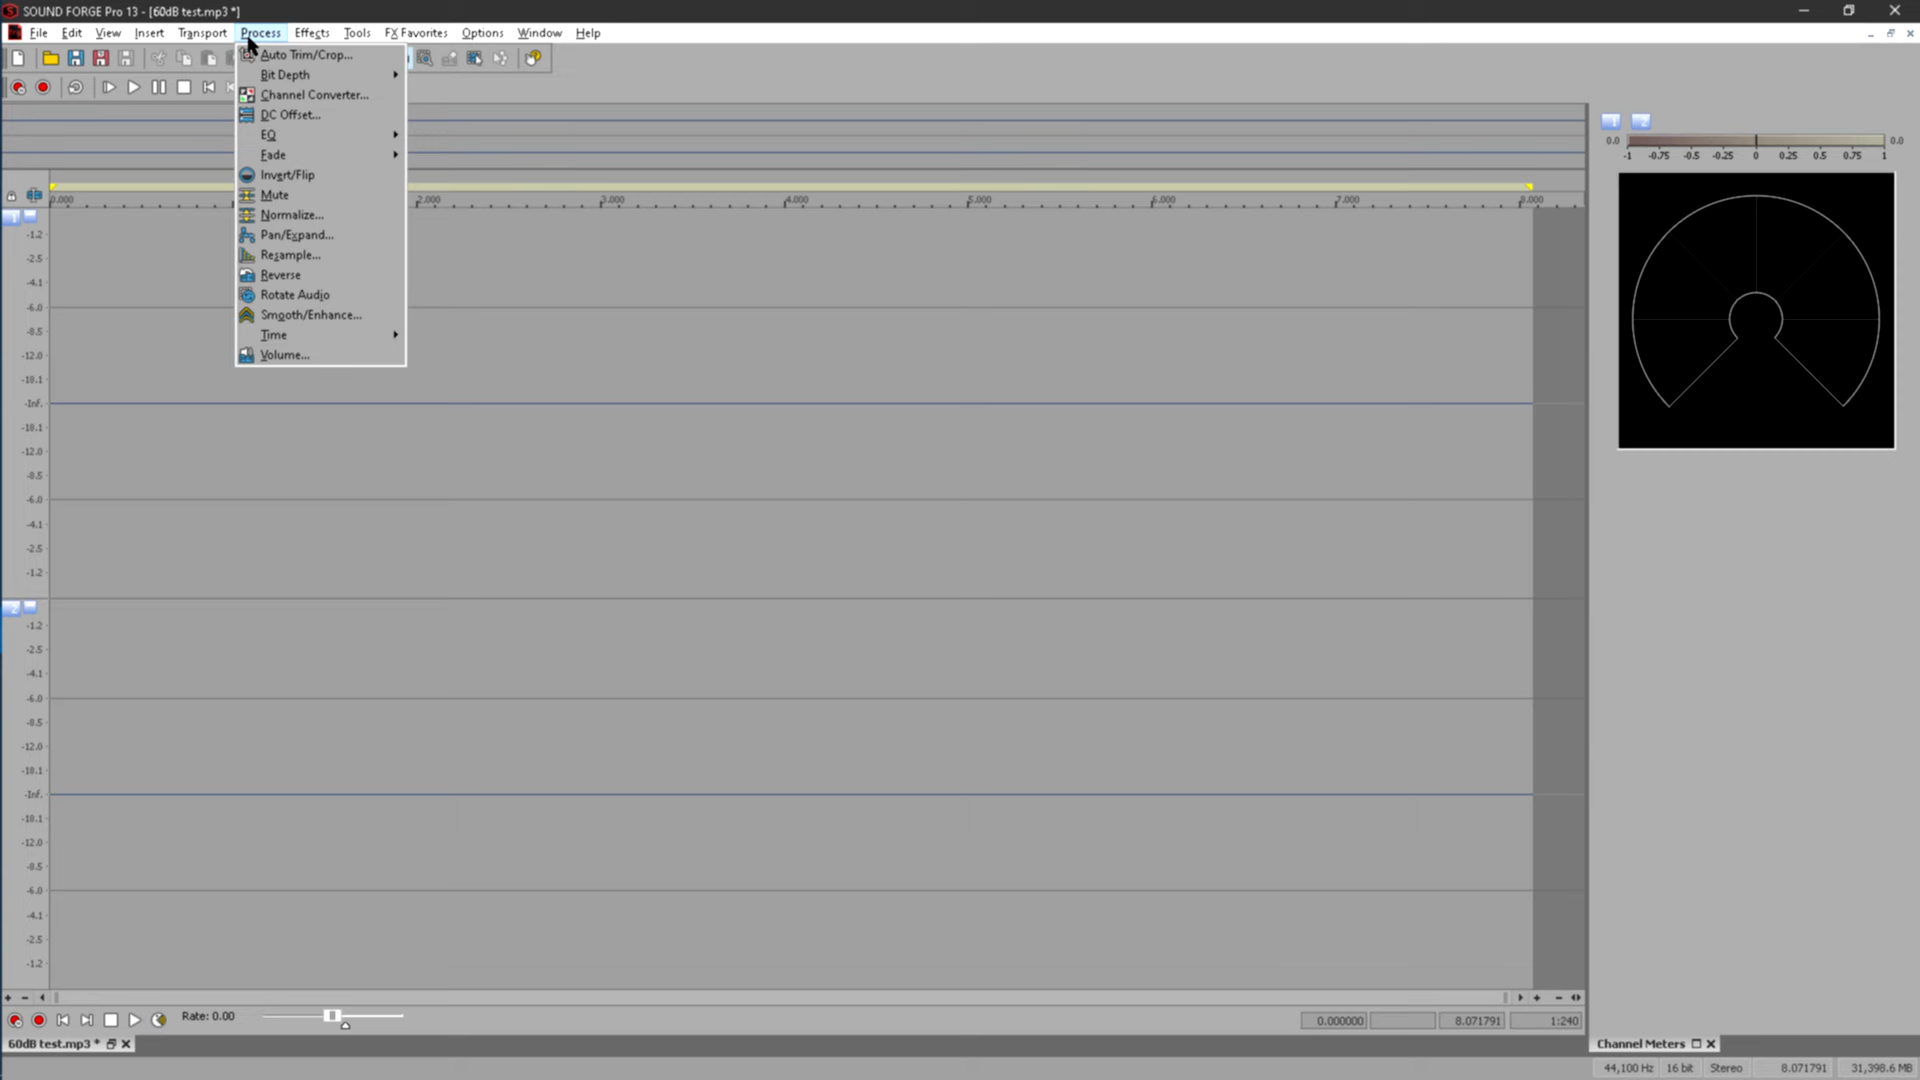 SOUND FORGE Pro 13 - [60dB test.mp3 *]
File Edit View Insert Transport Process Effects Tools FX Favorites Options Window Help
Auto Trim/Crop...
Bit Depth
Channel Converter...
DC Offset...
EQ
Fade
Invert/Flip
Mute
Normalize...
Pan/Expand...
Resample...
Reverse
Rotate Audio
Smooth/Enhance...
Time
Volume...
1 2
0.0 0.0
-1 -0.75 -0.5 -0.25 0 0.25 0.5 0.75 1
0.000 2.000 3.000 4.000 5.000 6.000 7.000 8.000
1
-1.2
-2.5
-4.1
-6.0
-8.5
-12.0
-18.1
-Inf.
-18.1
-12.0
-8.5
-6.0
-4.1
-2.5
-1.2
2
-1.2
-2.5
-4.1
-6.0
-8.5
-12.0
-18.1
-Inf.
-18.1
-12.0
-8.5
-6.0
-4.1
-2.5
-1.2
Rate: 0.00
0.000000 8.071791 1:240
60dB test.mp3 *
Channel Meters
44,100 Hz 16 bit Stereo 8.071791 31,398.6 MB